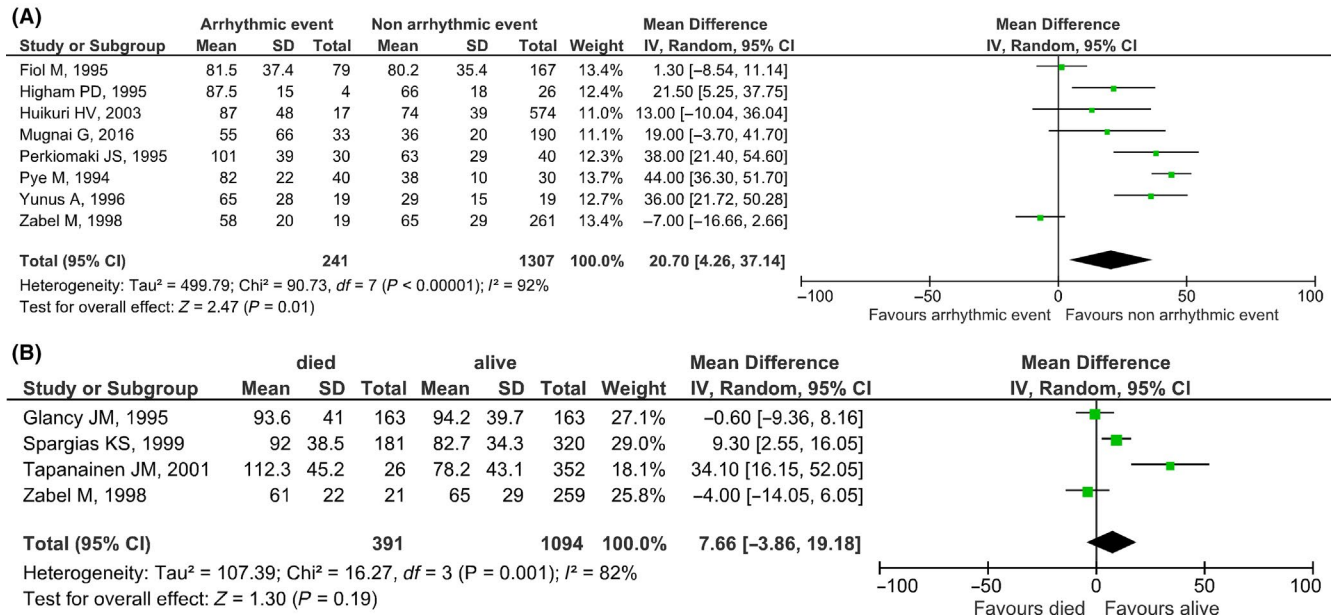 (A)
Arrhythmic event Non arrhythmic event Mean Difference Mean Difference
Study or Subgroup Mean SD Total Mean SD Total Weight IV, Random, 95% CI IV, Random, 95% CI
Fiol M, 1995 81.5 37.4 79 80.2 35.4 167 13.4% 1.30 [−8.54, 11.14]
Higham PD, 1995 87.5 15 4 66 18 26 12.4% 21.50 [5.25, 37.75]
Huikuri HV, 2003 87 48 17 74 39 574 11.0% 13.00 [−10.04, 36.04]
Mugnai G, 2016 55 66 33 36 20 190 11.1% 19.00 [−3.70, 41.70]
Perkiomaki JS, 1995 101 39 30 63 29 40 12.3% 38.00 [21.40, 54.60]
Pye M, 1994 82 22 40 38 10 30 13.7% 44.00 [36.30, 51.70]
Yunus A, 1996 65 28 19 29 15 19 12.7% 36.00 [21.72, 50.28]
Zabel M, 1998 58 20 19 65 29 261 13.4% −7.00 [−16.66, 2.66]
Total (95% CI) 241 1307 100.0% 20.70 [4.26, 37.14]
Heterogeneity: Tau² = 499.79; Chi² = 90.73, df = 7 (P < 0.00001); I² = 92%
Test for overall effect: Z = 2.47 (P = 0.01)
−100 −50 0 50 100
Favours arrhythmic event Favours non arrhythmic event
(B)
died alive Mean Difference Mean Difference
Study or Subgroup Mean SD Total Mean SD Total Weight IV, Random, 95% CI IV, Random, 95% CI
Glancy JM, 1995 93.6 41 163 94.2 39.7 163 27.1% −0.60 [−9.36, 8.16]
Spargias KS, 1999 92 38.5 181 82.7 34.3 320 29.0% 9.30 [2.55, 16.05]
Tapanainen JM, 2001 112.3 45.2 26 78.2 43.1 352 18.1% 34.10 [16.15, 52.05]
Zabel M, 1998 61 22 21 65 29 259 25.8% −4.00 [−14.05, 6.05]
Total (95% CI) 391 1094 100.0% 7.66 [−3.86, 19.18]
Heterogeneity: Tau² = 107.39; Chi² = 16.27, df = 3 (P = 0.001); I² = 82%
Test for overall effect: Z = 1.30 (P = 0.19)
−100 −50 0 50 100
Favours died Favours alive